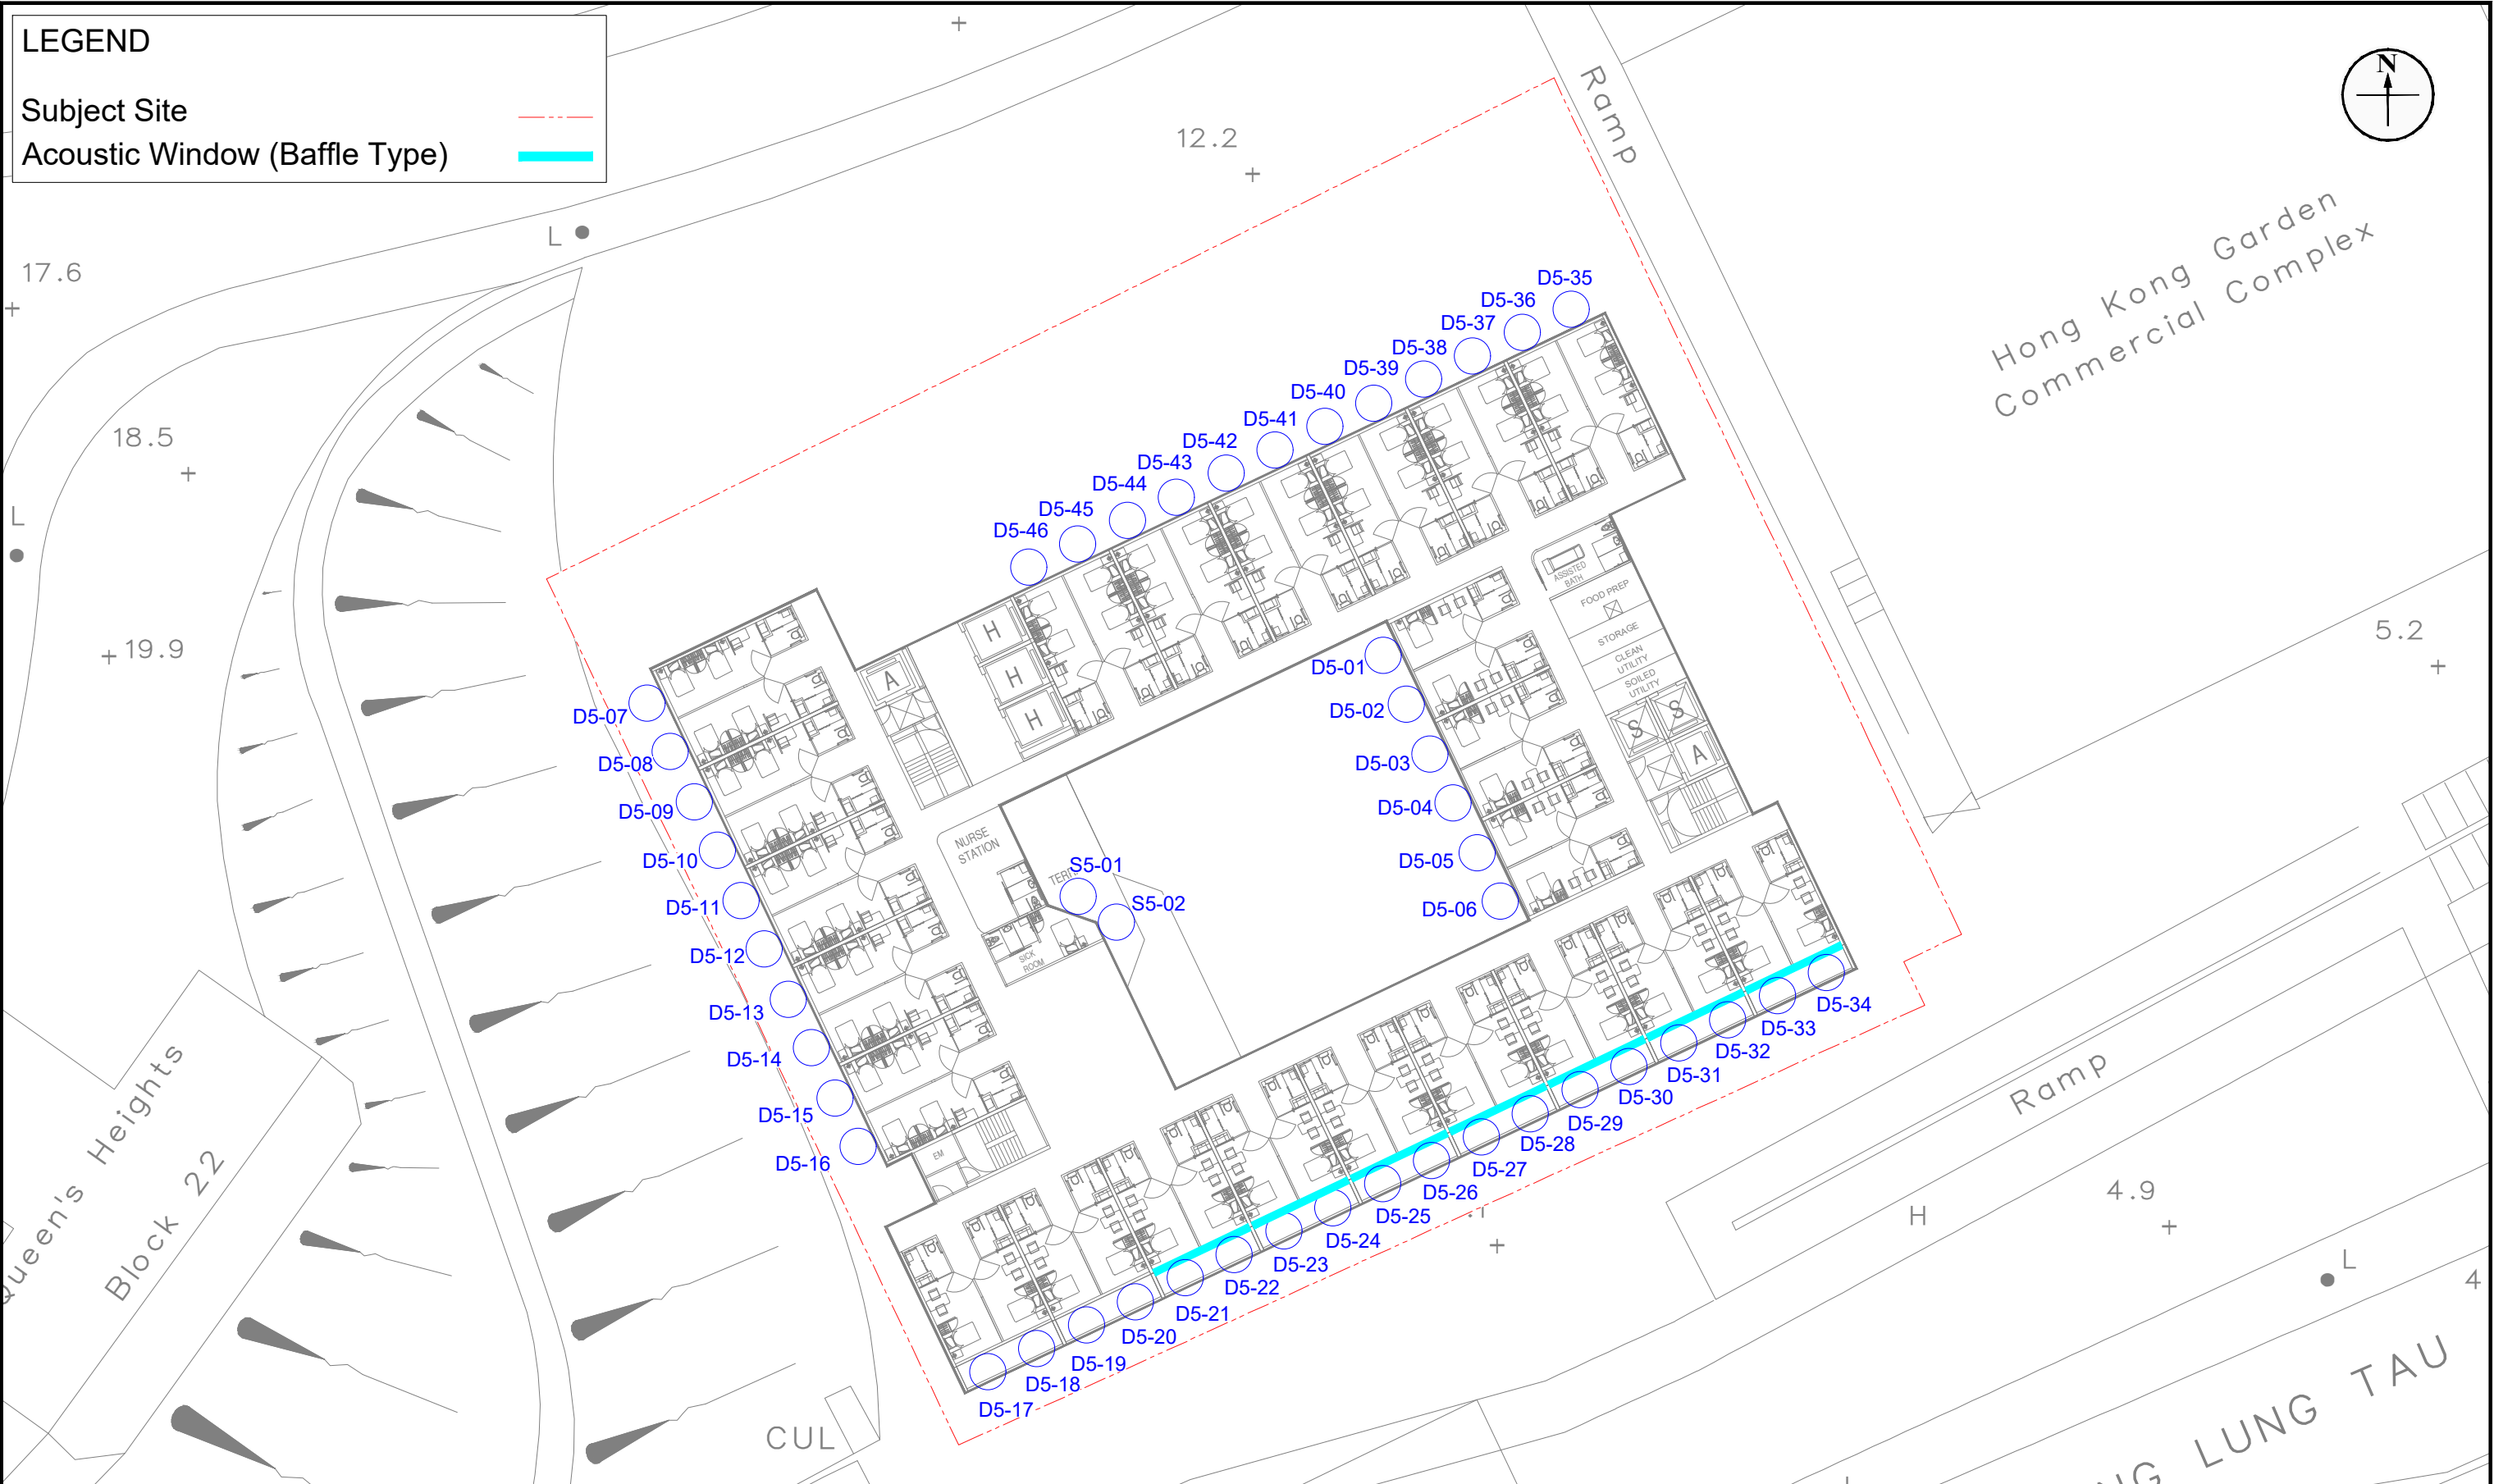 LEGEND
Subject Site
Acoustic Window (Baffle Type)
N
Ramp
12.2
Hong Kong Garden
Commercial Complex
L
17.6
18.5
L
19.9
5.2
D5-35
D5-36
D5-37
D5-38
D5-39
D5-40
D5-41
D5-42
D5-43
D5-44
D5-45
D5-46
H
H
H
A
ASSISTED
BATH
FOOD PREP
STORAGE
CLEAN
UTILITY
SOILED
UTILITY
S
S
A
D5-01
D5-02
D5-03
D5-04
D5-05
D5-06
D5-07
D5-08
D5-09
D5-10
D5-11
D5-12
D5-13
D5-14
D5-15
D5-16
NURSE
STATION
S5-01
S5-02
SICK
ROOM
EM
D5-34
D5-33
D5-32
D5-31
D5-30
D5-29
D5-28
D5-27
D5-26
D5-25
D5-24
D5-23
D5-22
D5-21
D5-20
D5-19
D5-18
D5-17
Queen's Heights
Block 22
Ramp
H
4.9
L
4
CUL
LUNG TAU